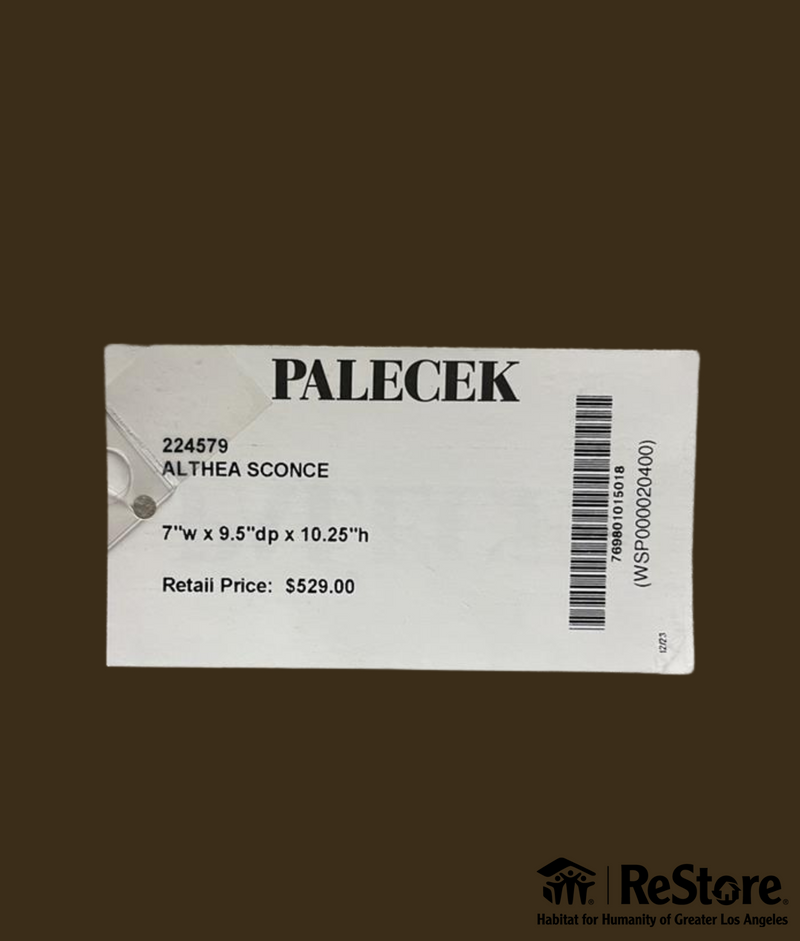 PALECEK
224579
ALTHEA SCONCE
7"w x 9.5"dp x 10.25"h
Retail Price: $529.00
769801015018
(WSP000020400)
12/23
ReStore®
Habitat for Humanity of Greater Los Angeles